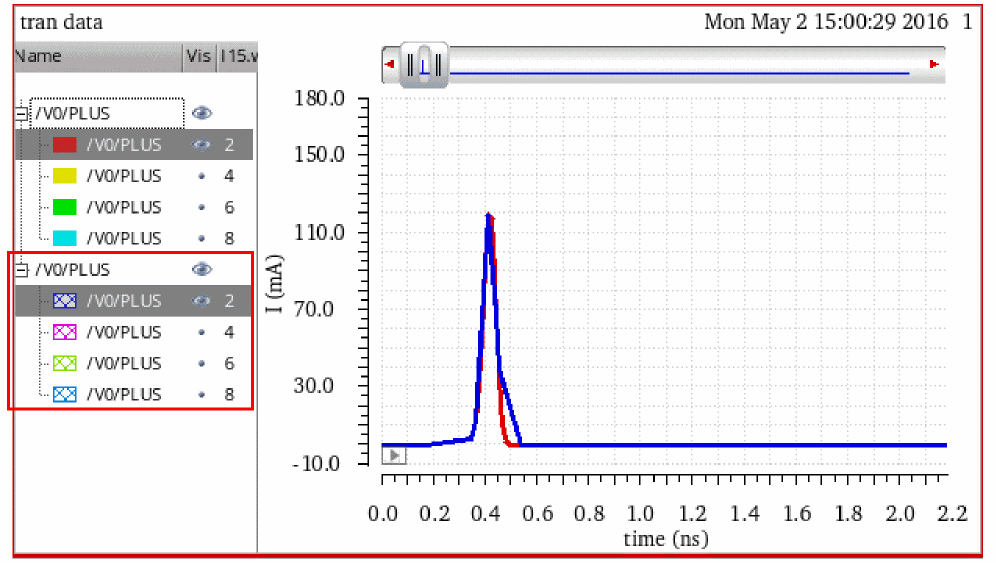 tran data
Mon May 2 15:00:29 2016 1
Name Vis I15.w
/V0/PLUS
/V0/PLUS 2
/V0/PLUS 4
/V0/PLUS 6
/V0/PLUS 8
/V0/PLUS
/V0/PLUS 2
/V0/PLUS 4
/V0/PLUS 6
/V0/PLUS 8
I (mA)
180.0
150.0
110.0
70.0
30.0
-10.0
0.0 0.2 0.4 0.6 0.8 1.0 1.2 1.4 1.6 1.8 2.0 2.2
time (ns)